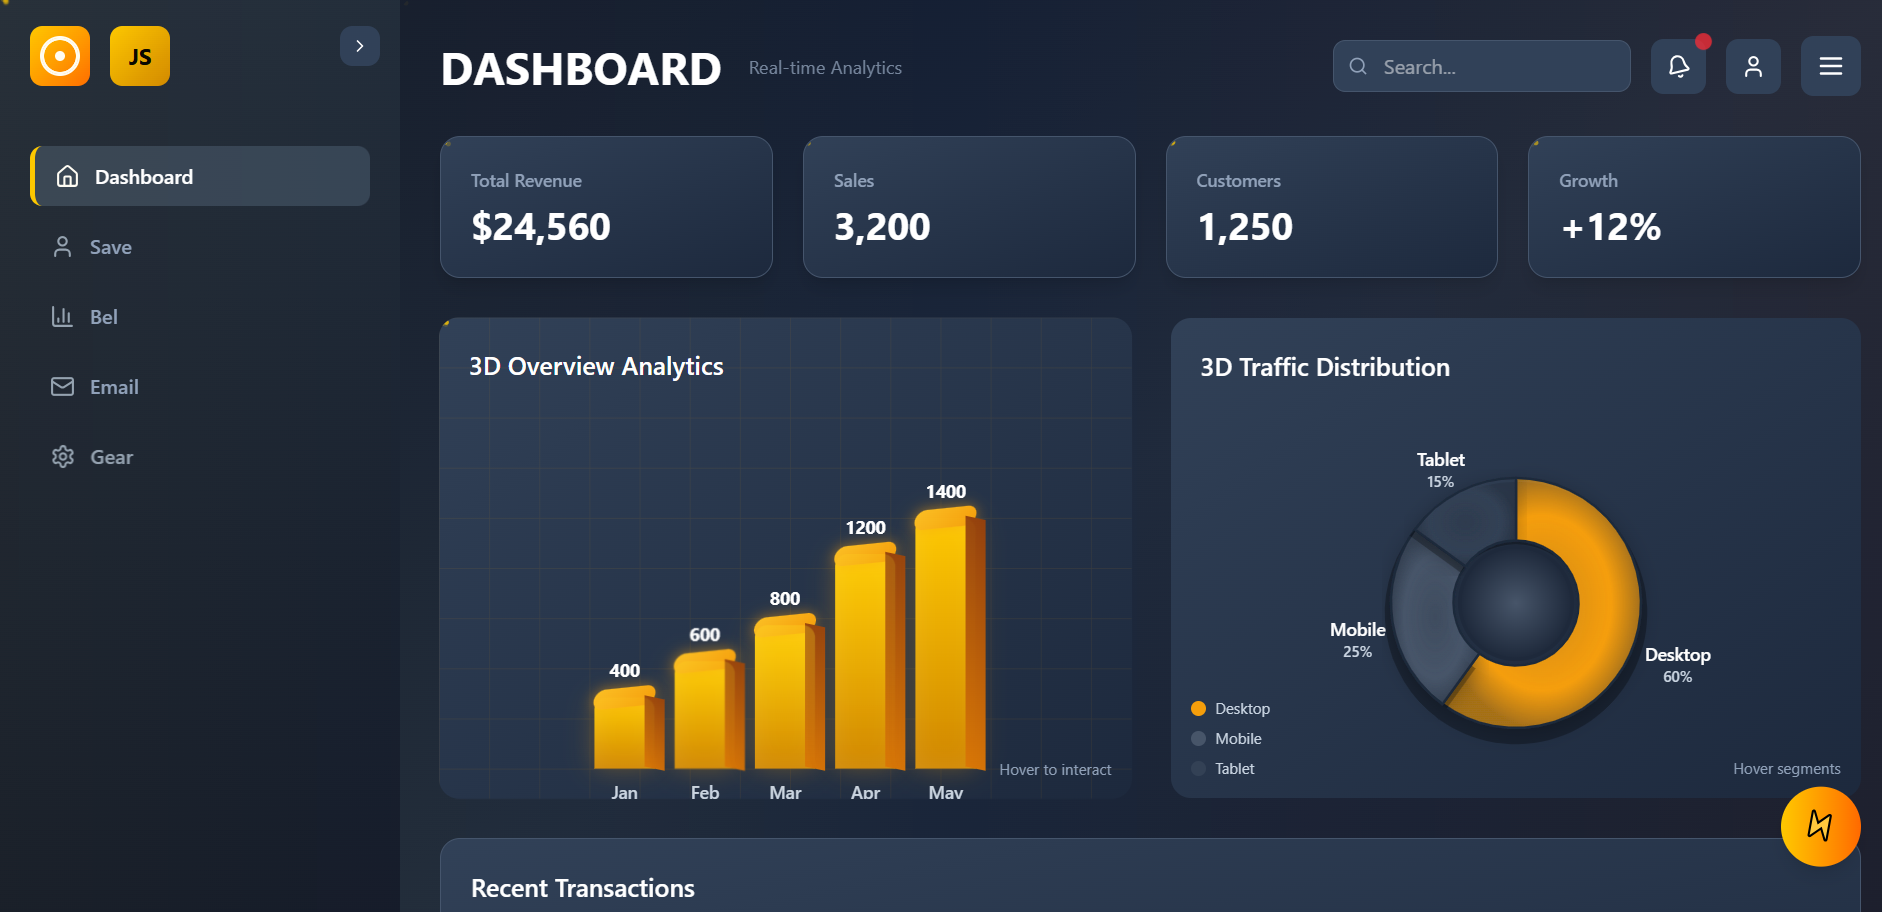 JS
Dashboard
Save
Bel
Email
Gear
DASHBOARD
Real-time Analytics
Search...
Total Revenue
$24,560
Sales
3,200
Customers
1,250
Growth
+12%
3D Overview Analytics
400
600
800
1200
1400
Jan
Feb
Mar
Apr
May
Hover to interact
3D Traffic Distribution
Tablet
15%
Mobile
25%
Desktop
60%
Desktop
Mobile
Tablet
Hover segments
Recent Transactions